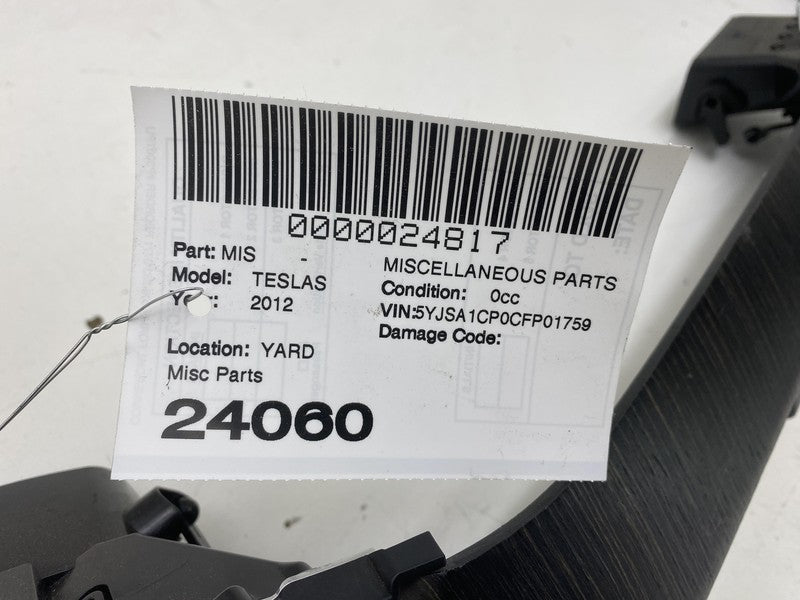 0000024817
Part: MIS - MISCELLANEOUS PARTS
Model: TESLAS Condition: 0cc
2012 VIN:5YJSA1CP0CFP01759
Damage Code:
Location: YARD
Misc Parts
24060
DATE: